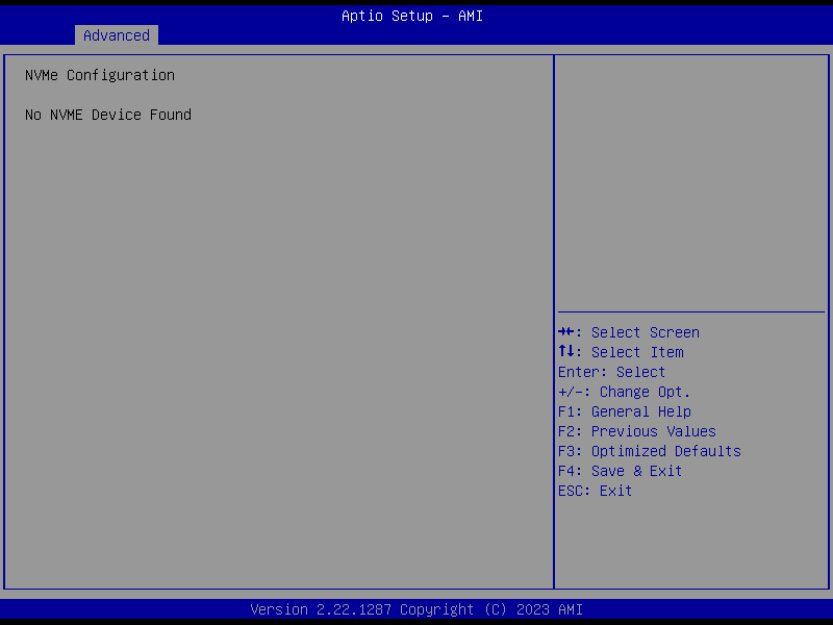 Aptio Setup - AMI
Advanced
NVMe Configuration
No NVME Device Found
→←: Select Screen
↑↓: Select Item
Enter: Select
+/-: Change Opt.
F1: General Help
F2: Previous Values
F3: Optimized Defaults
F4: Save & Exit
ESC: Exit
Version 2.22.1287 Copyright (C) 2023 AMI